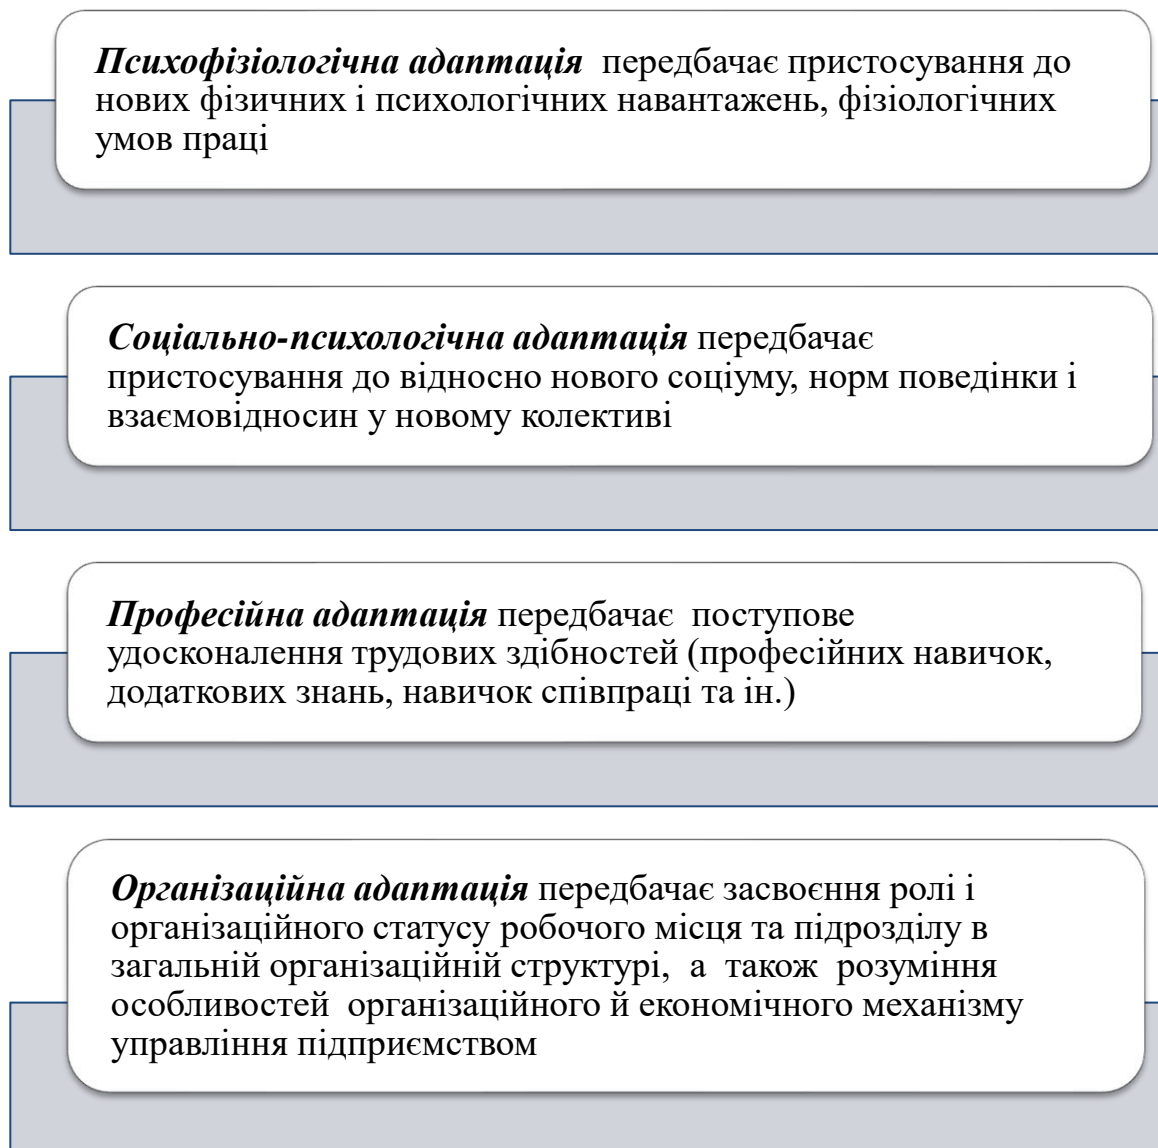 Психофізіологічна адаптація передбачає пристосування до
нових фізичних і психологічних навантажень, фізіологічних
умов праці
Соціально-психологічна адаптація передбачає
пристосування до відносно нового соціуму, норм поведінки і
взаємовідносин у новому колективі
Професійна адаптація передбачає поступове
удосконалення трудових здібностей (професійних навичок,
додаткових знань, навичок співпраці та ін.)
Організаційна адаптація передбачає засвоєння ролі і
організаційного статусу робочого місця та підрозділу в
загальній організаційній структурі, а також розуміння
особливостей організаційного й економічного механізму
управління підприємством